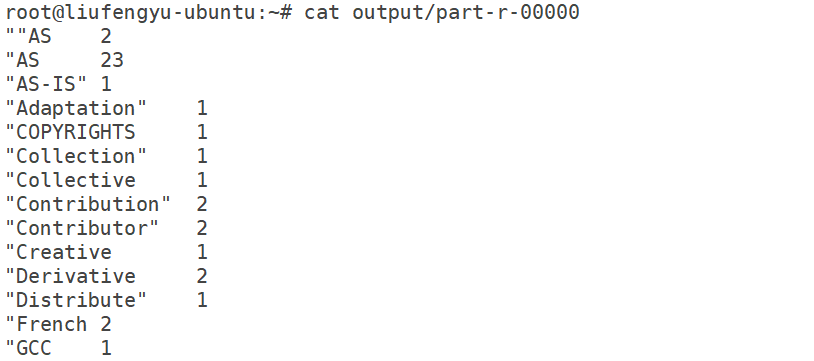 root@liufengyu-ubuntu:~# cat output/part-r-00000
""AS	2
"AS	23
"AS-IS"	1
"Adaptation"	1
"COPYRIGHTS	1
"Collection"	1
"Collective	1
"Contribution"	2
"Contributor"	2
"Creative	1
"Derivative	2
"Distribute"	1
"French	2
"GCC	1